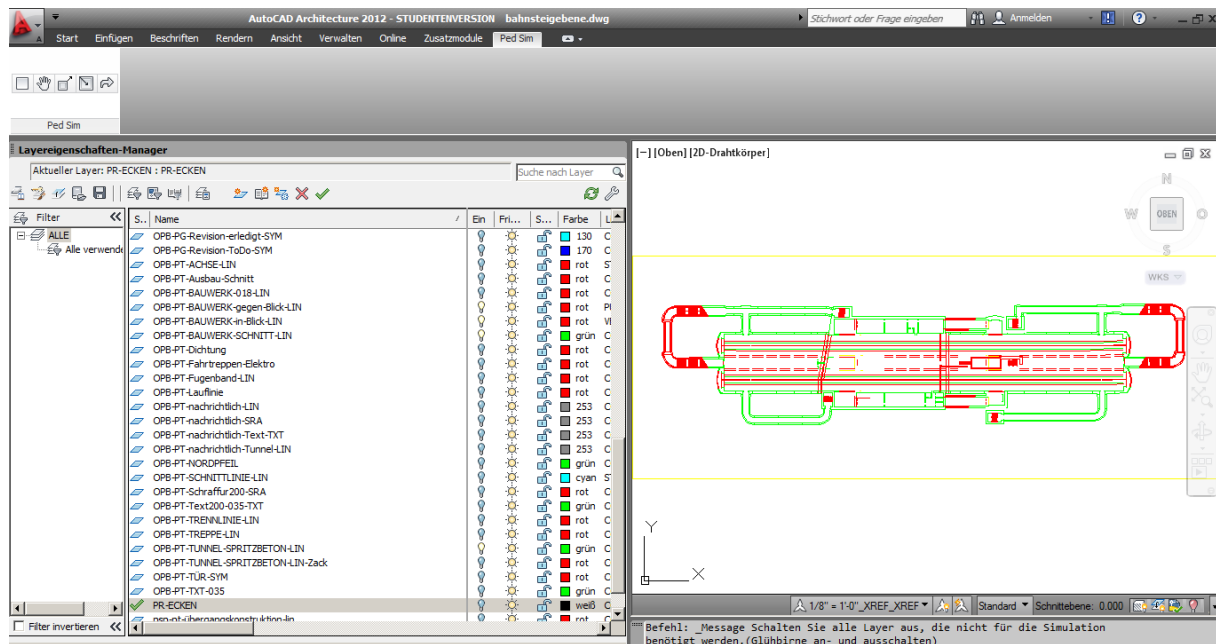 AutoCAD Architecture 2012 - STUDENTENVERSION bahnsteigebene.dwg
Stichwort oder Frage eingeben
Anmelden
Start Einfügen Beschriften Rendern Ansicht Verwalten Online Zusatzmodule Ped Sim
Ped Sim
Layereigenschaften-Manager
Aktueller Layer: PR-ECKEN : PR-ECKEN
Suche nach Layer
Filter
ALLE
Alle verwende
S.. Name Ein Fri... S... Farbe L
OPB-PG-Revision-erledigt-SYM 130 C
OPB-PG-Revision-ToDo-SYM 170 C
OPB-PT-ACHSE-LIN rot S
OPB-PT-Ausbau-Schnitt rot C
OPB-PT-BAUWERK-018-LIN rot C
OPB-PT-BAUWERK-gegen-Blick-LIN rot
OPB-PT-BAUWERK-in-Blick-LIN rot
OPB-PT-BAUWERK-SCHNITT-LIN grün C
OPB-PT-Dichtung rot C
OPB-PT-Fahrtreppen-Elektro rot C
OPB-PT-Fugenband-LIN rot C
OPB-PT-Lauflinie rot C
OPB-PT-nachrichtlich-LIN 253 C
OPB-PT-nachrichtlich-SRA 253 C
OPB-PT-nachrichtlich-Text-TXT 253 C
OPB-PT-nachrichtlich-Tunnel-LIN 253 C
OPB-PT-NORDPFEIL grün C
OPB-PT-SCHNITTLINIE-LIN cyan S
OPB-PT-Schraffur200-SRA rot C
OPB-PT-Text200-035-TXT grün C
OPB-PT-TRENNLINIE-LIN rot C
OPB-PT-TREPPE-LIN rot C
OPB-PT-TUNNEL-SPRITZBETON-LIN grün C
OPB-PT-TUNNEL-SPRITZBETON-LIN-Zack rot C
OPB-PT-TÜR-SYM rot C
OPB-PT-TXT-035 grün C
PR-ECKEN weiß C
psp-pt-übergangskonstruktion-lin rot C
Filter invertieren
[−] [Oben] [2D-Drahtkörper]
N
W OBEN O
S
WKS
Y
X
1/8" = 1'-0"_XREF_XREF Standard Schnittebene: 0.000
Befehl: _Message Schalten Sie alle Layer aus, die nicht für die Simulation
benötigt werden.(Glühbirne an- und ausschalten)